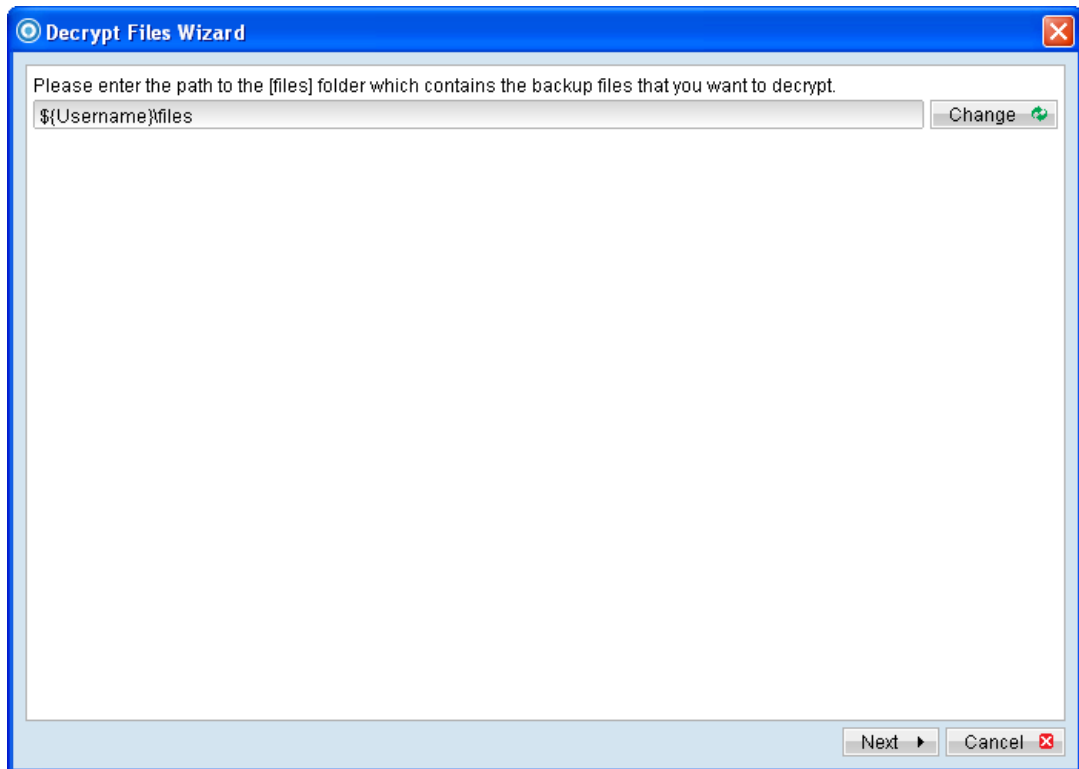 Decrypt Files Wizard
Please enter the path to the [files] folder which contains the backup files that you want to decrypt.
${Username}\files
Change
Next
Cancel